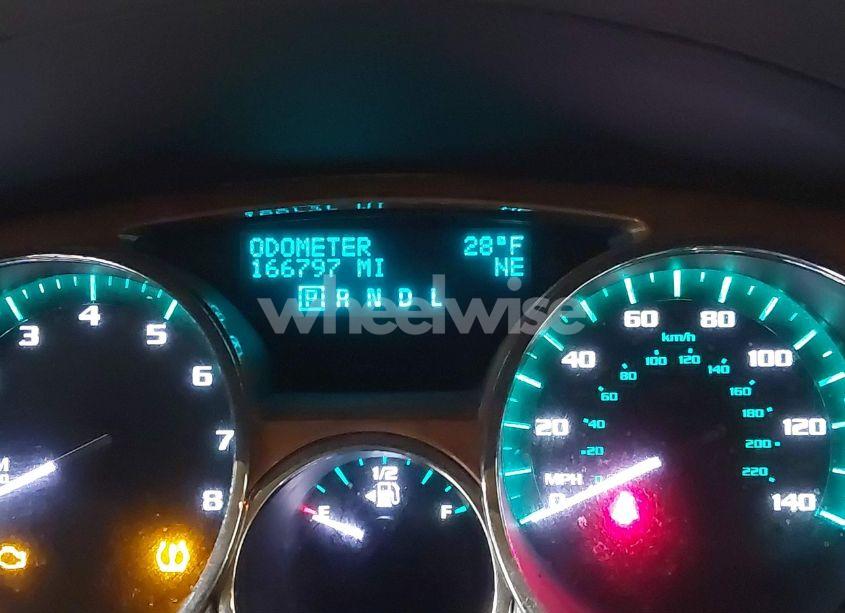 ODOMETER 28°F
166797 MI NE
P R N D L
wheelwise
3 4 5 6 7 8
1/2
E F
0 20 40 60 80 100 120 140
MPH
km/h
0 20 40 60 80 100 120 140 160 180 200 220